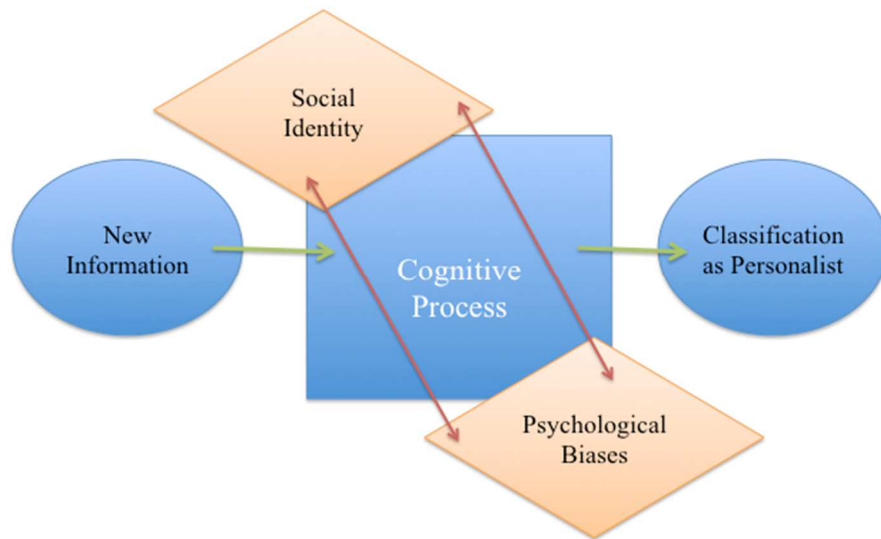 Social
Identity
New
Information
Cognitive
Process
Classification
as Personalist
Psychological
Biases